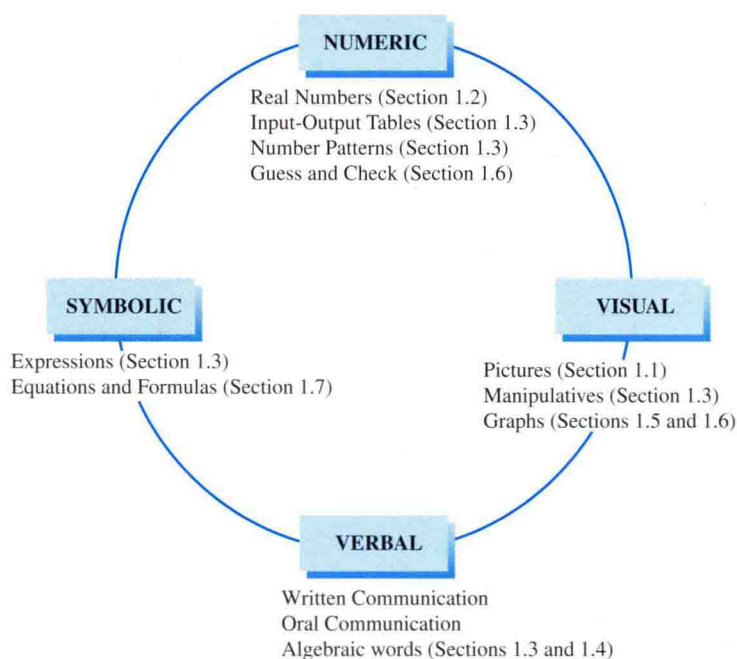 NUMERIC
Real Numbers (Section 1.2)
Input-Output Tables (Section 1.3)
Number Patterns (Section 1.3)
Guess and Check (Section 1.6)
SYMBOLIC
Expressions (Section 1.3)
Equations and Formulas (Section 1.7)
VISUAL
Pictures (Section 1.1)
Manipulatives (Section 1.3)
Graphs (Sections 1.5 and 1.6)
VERBAL
Written Communication
Oral Communication
Algebraic words (Sections 1.3 and 1.4)